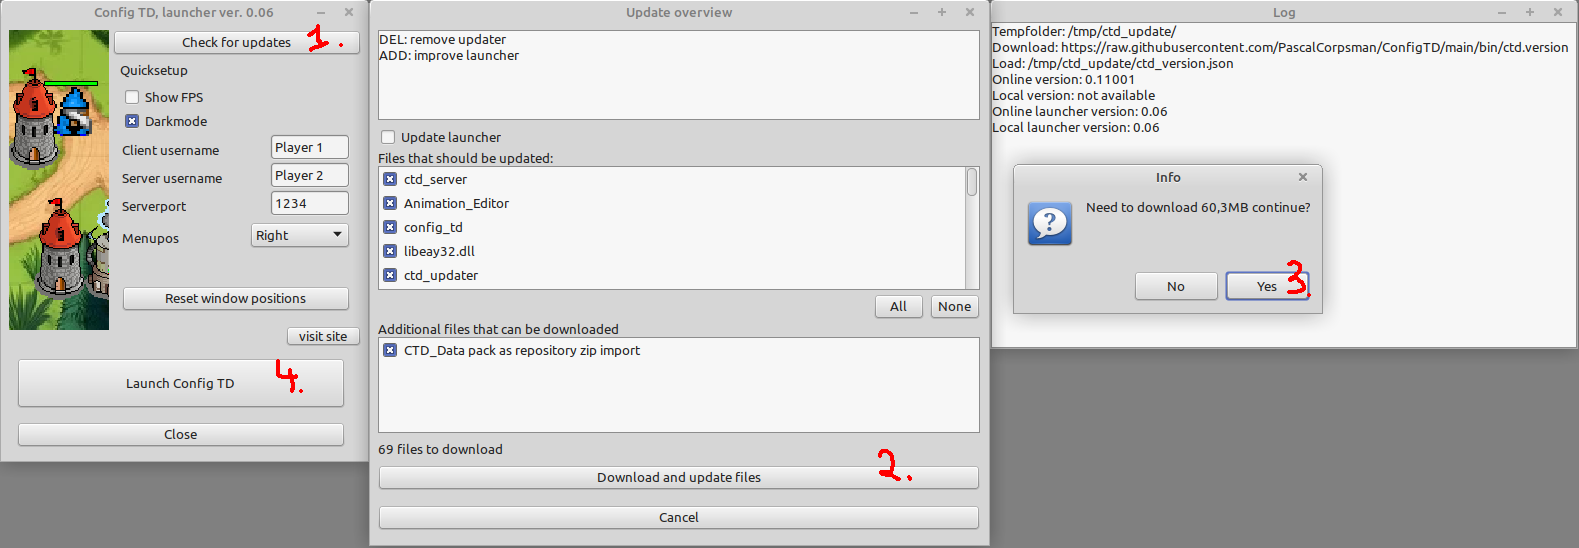 Config TD, launcher ver. 0.06
Check for updates
1.
Quicksetup
Show FPS
Darkmode
Client username
Player 1
Server username
Player 2
Serverport
1234
Menupos
Right
Reset window positions
visit site
Launch Config TD
4.
Close
Update overview
DEL: remove updater
ADD: improve launcher
Update launcher
Files that should be updated:
ctd_server
Animation_Editor
config_td
libeay32.dll
ctd_updater
All
None
Additional files that can be downloaded
CTD_Data pack as repository zip import
69 files to download
2.
Download and update files
Cancel
Log
Tempfolder: /tmp/ctd_update/
Download: https://raw.githubusercontent.com/PascalCorpsman/ConfigTD/main/bin/ctd.version
Load: /tmp/ctd_update/ctd_version.json
Online version: 0.11001
Local version: not available
Online launcher version: 0.06
Local launcher version: 0.06
Info
Need to download 60,3MB continue?
No
Yes
3.